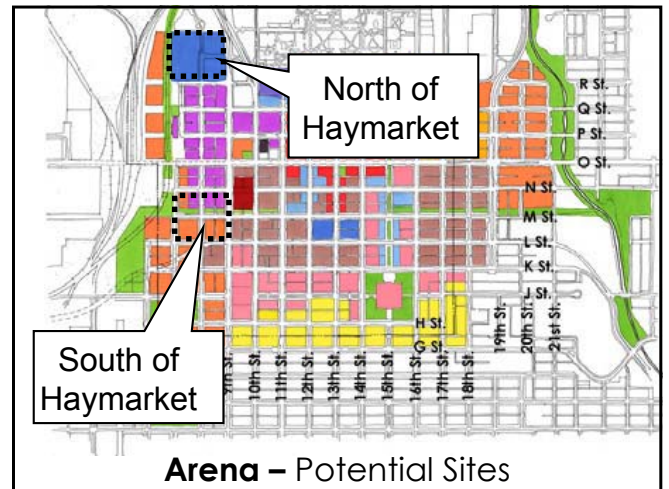 North of
Haymarket
R St.
Q St.
P St.
O St.
N St.
M St.
L St.
K St.
J St.
H St.
G St.
South of
Haymarket
9th St.
10th St.
11th St.
12th St.
13th St.
14th St.
15th St.
16th St.
17th St.
18th St.
19th St.
20th St.
21st St.
Arena – Potential Sites